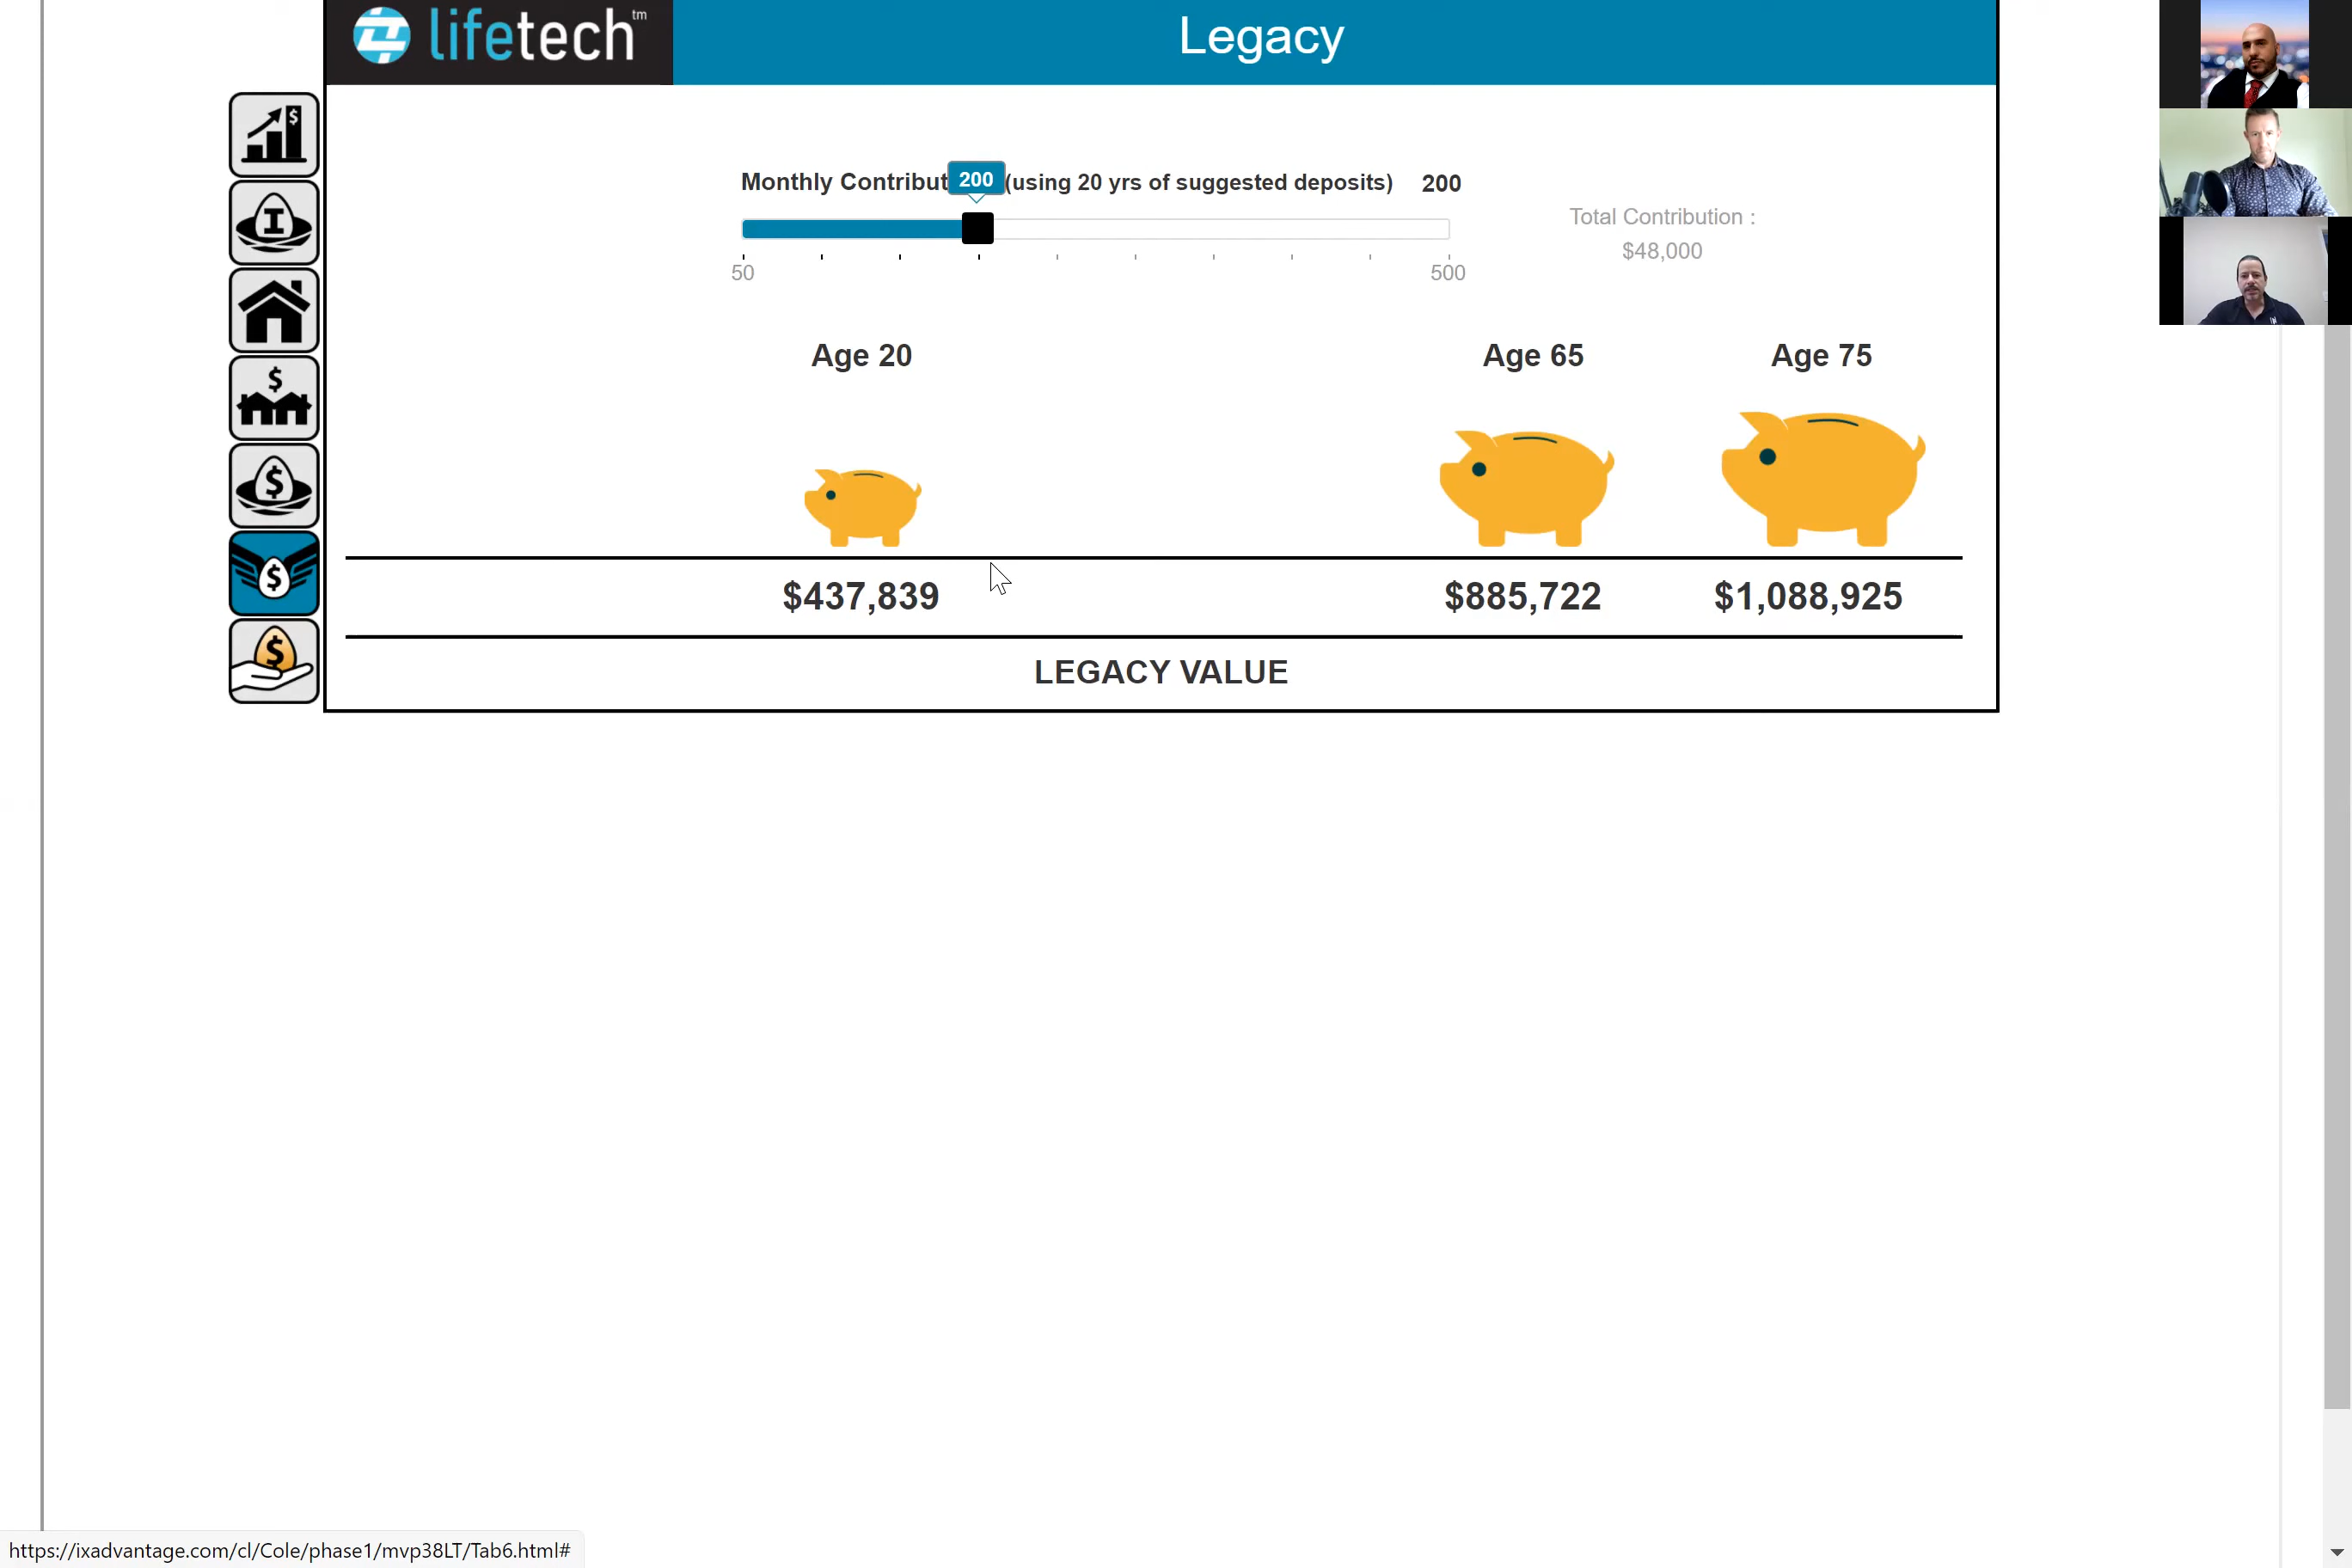 lifetech™
Legacy
Monthly Contribut 200 (using 20 yrs of suggested deposits) 200
Total Contribution :
$48,000
50 500
Age 20 Age 65 Age 75
$437,839 $885,722 $1,088,925
LEGACY VALUE
https://ixadvantage.com/cl/Cole/phase1/mvp38LT/Tab6.html#